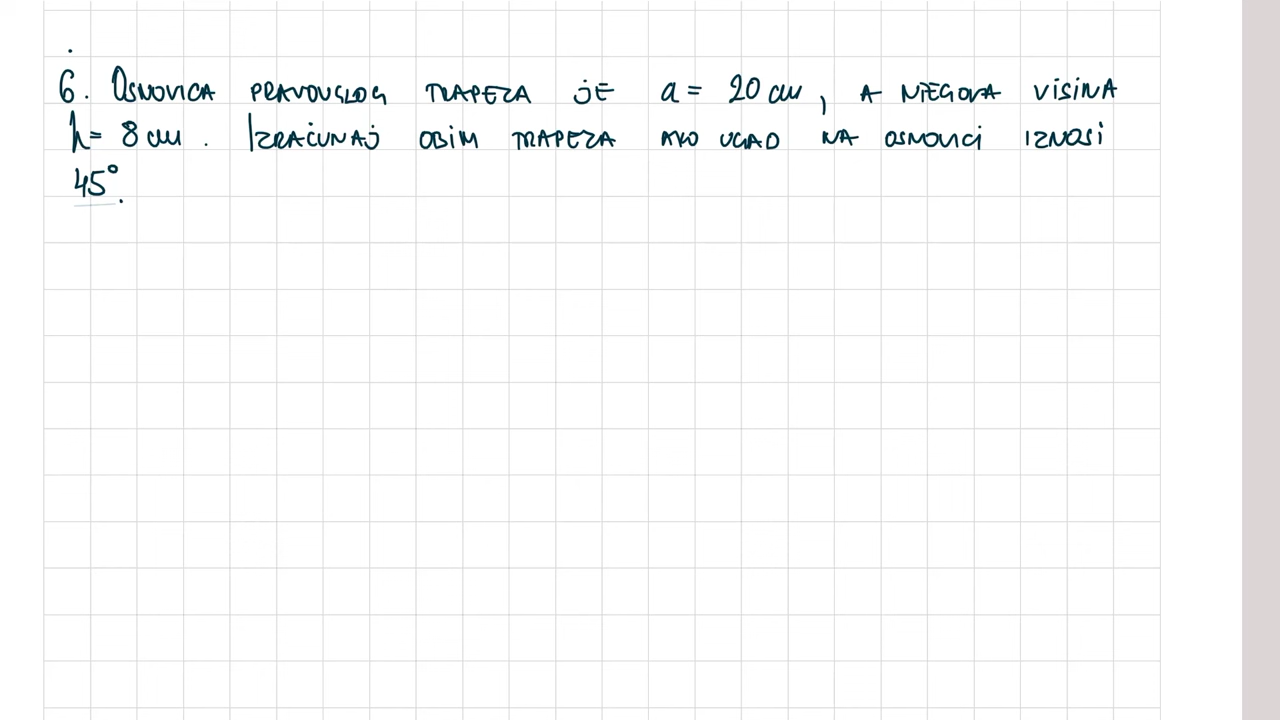 6. OSNOVICA PRAVOUGLOG TRAPEZA JE a = 20 cm, A NJEGOVA VISINA
h = 8 cm. IZRAČUNAJ OBIM TRAPEZA AKO UGAO NA OSNOVICI IZNOSI
45°.